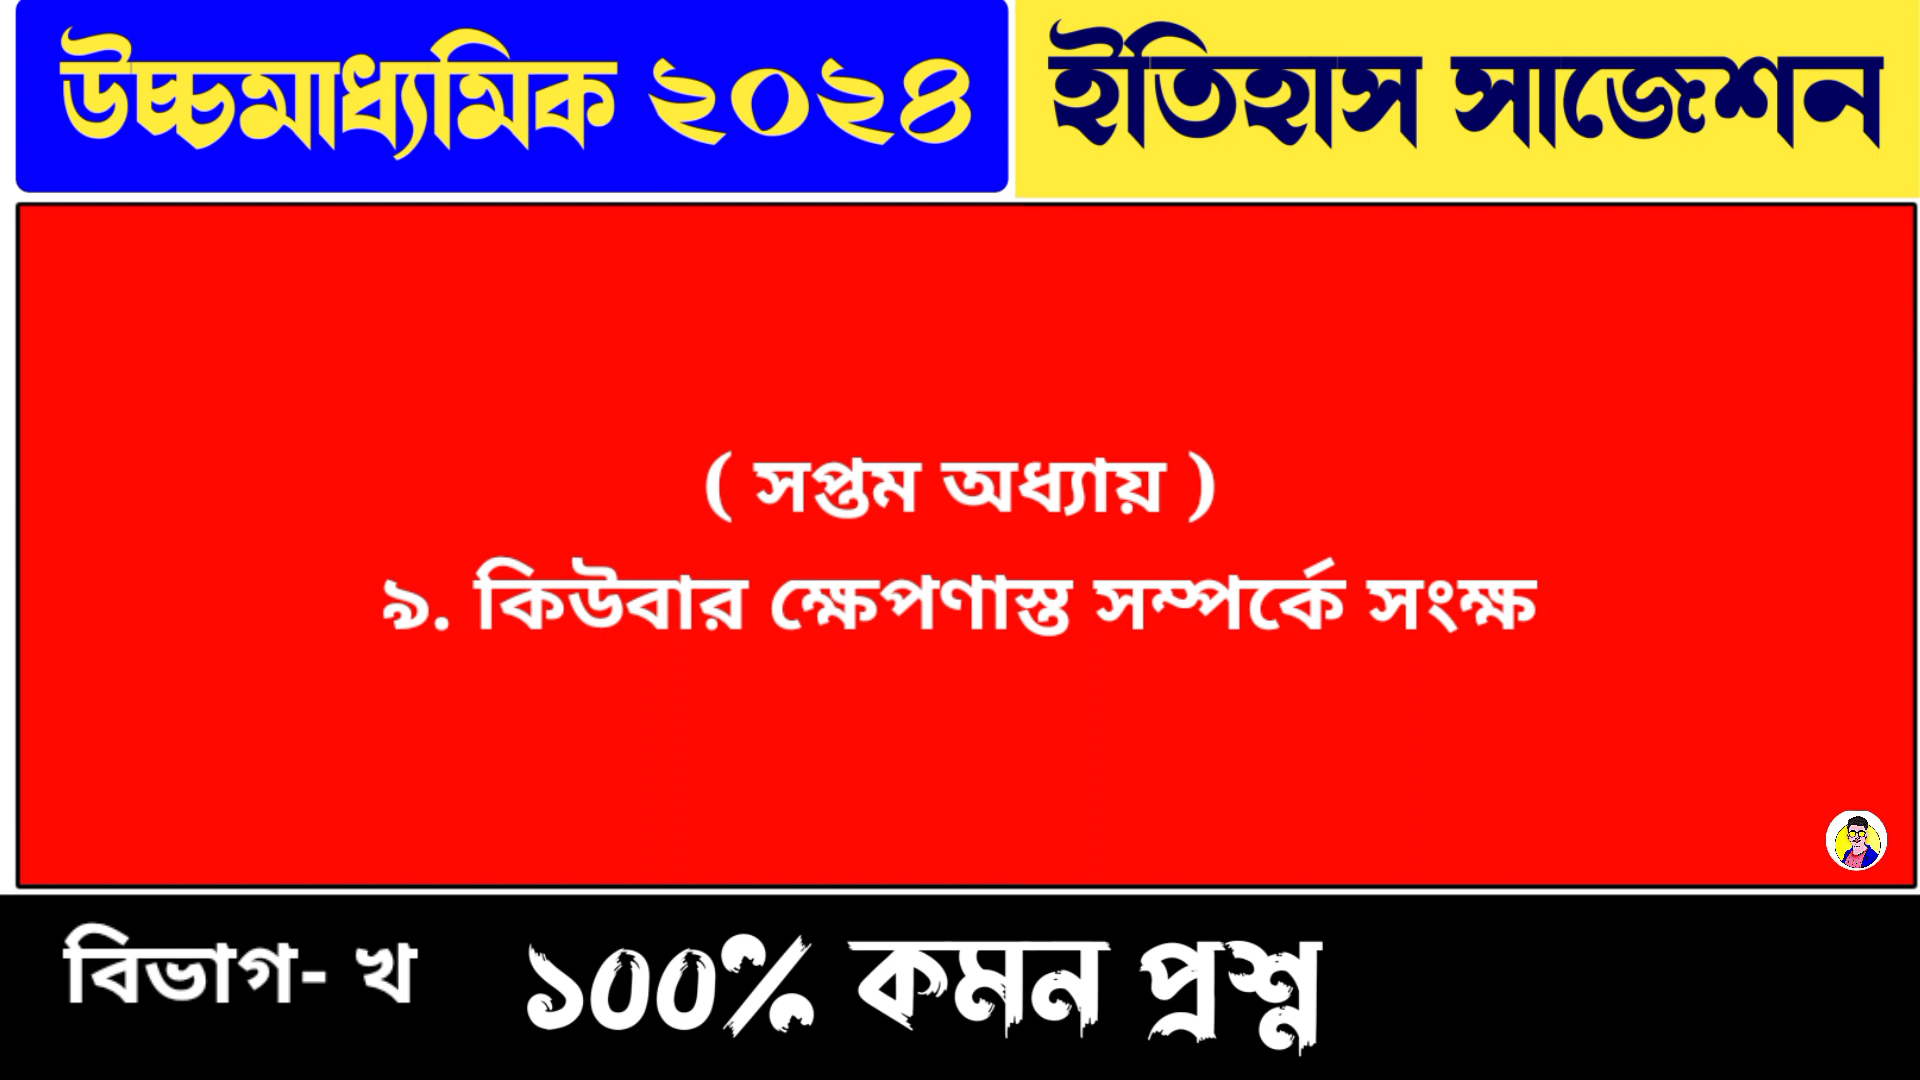 উচ্চমাধ্যমিক ২০২৪
ইতিহাস সাজেশন
( সপ্তম অধ্যায় )
৯. কিউবার ক্ষেপণাস্ত সম্পর্কে সংক্ষ
বিভাগ- খ
১০০% কমন প্রশ্ন